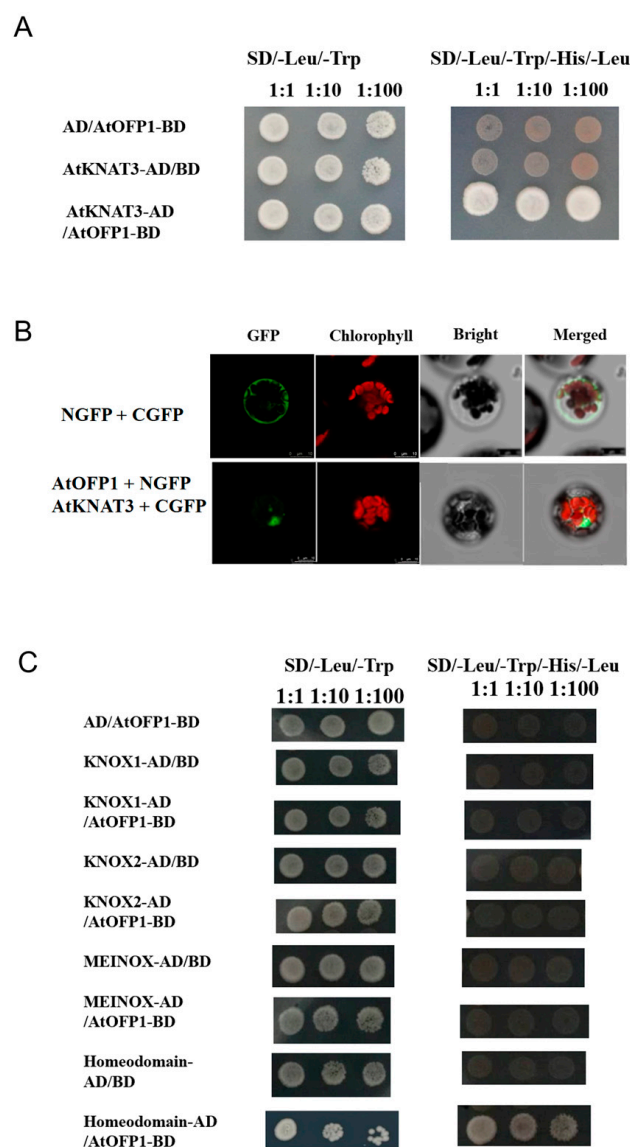 A
SD/-Leu/-Trp
SD/-Leu/-Trp/-His/-Leu
1:1 1:10 1:100
1:1 1:10 1:100
AD/AtOFP1-BD
AtKNAT3-AD/BD
AtKNAT3-AD
/AtOFP1-BD
B
GFP
Chlorophyll
Bright
Merged
NGFP + CGFP
AtOFP1 + NGFP
AtKNAT3 + CGFP
C
SD/-Leu/-Trp
SD/-Leu/-Trp/-His/-Leu
1:1 1:10 1:100
1:1 1:10 1:100
AD/AtOFP1-BD
KNOX1-AD/BD
KNOX1-AD
/AtOFP1-BD
KNOX2-AD/BD
KNOX2-AD
/AtOFP1-BD
MEINOX-AD/BD
MEINOX-AD
/AtOFP1-BD
Homeodomain-
AD/BD
Homeodomain-AD
/AtOFP1-BD